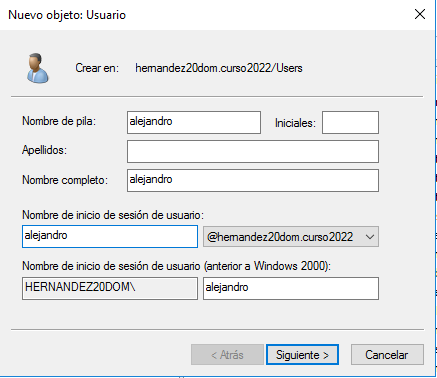 Nuevo objeto: Usuario
Crear en: hernandez20dom.curso2022/Users
Nombre de pila: alejandro Iniciales:
Apellidos:
Nombre completo: alejandro
Nombre de inicio de sesión de usuario:
alejandro @hernandez20dom.curso2022
Nombre de inicio de sesión de usuario (anterior a Windows 2000):
HERNANDEZ20DOM\ alejandro
< Atrás Siguiente > Cancelar